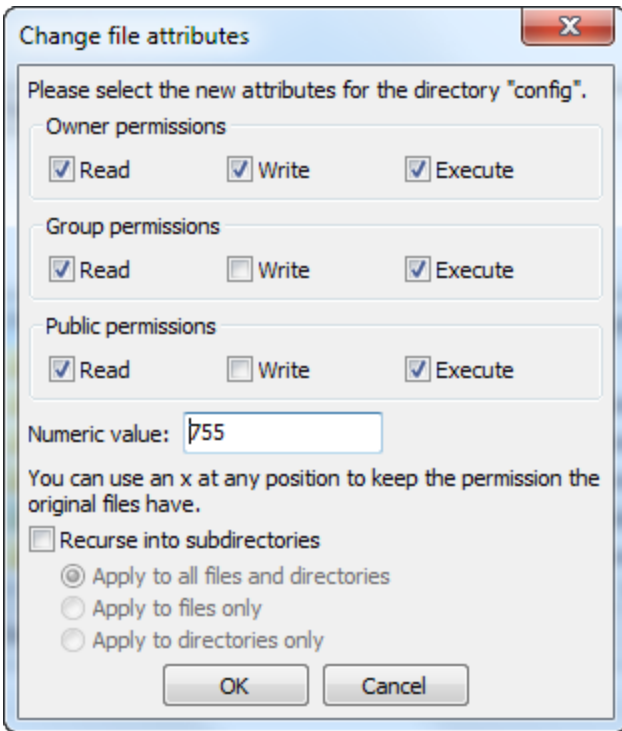 Change file attributes
Please select the new attributes for the directory "config".
Owner permissions
Read Write Execute
Group permissions
Read Write Execute
Public permissions
Read Write Execute
Numeric value: 755
You can use an x at any position to keep the permission the
original files have.
Recurse into subdirectories
Apply to all files and directories
Apply to files only
Apply to directories only
OK Cancel